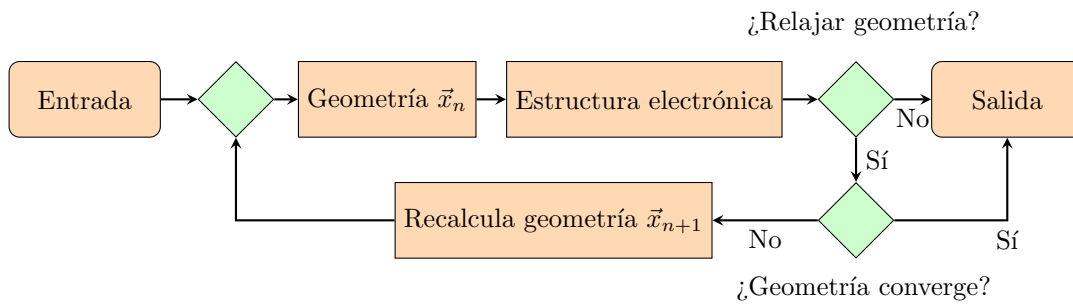 ¿Relajar geometría?
Entrada
Geometría $\vec{x}_n$
Estructura electrónica
No
Salida
Sí
Recalcula geometría $\vec{x}_{n+1}$
No
Sí
¿Geometría converge?